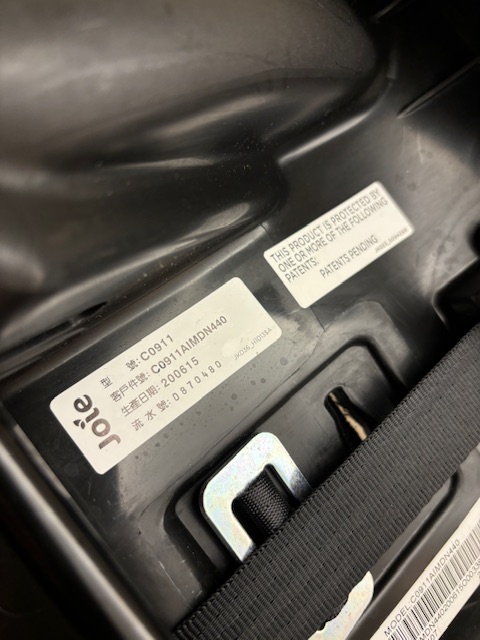 Joie
型 號: C0911
客戶件號: C0911AIMDN440
生產日期: 200615
流 水 號: 0870490
THIS PRODUCT IS PROTECTED BY
ONE OR MORE OF THE FOLLOWING
PATENTS:
PATENTS PENDING.
MODEL:C0911AIMDN440